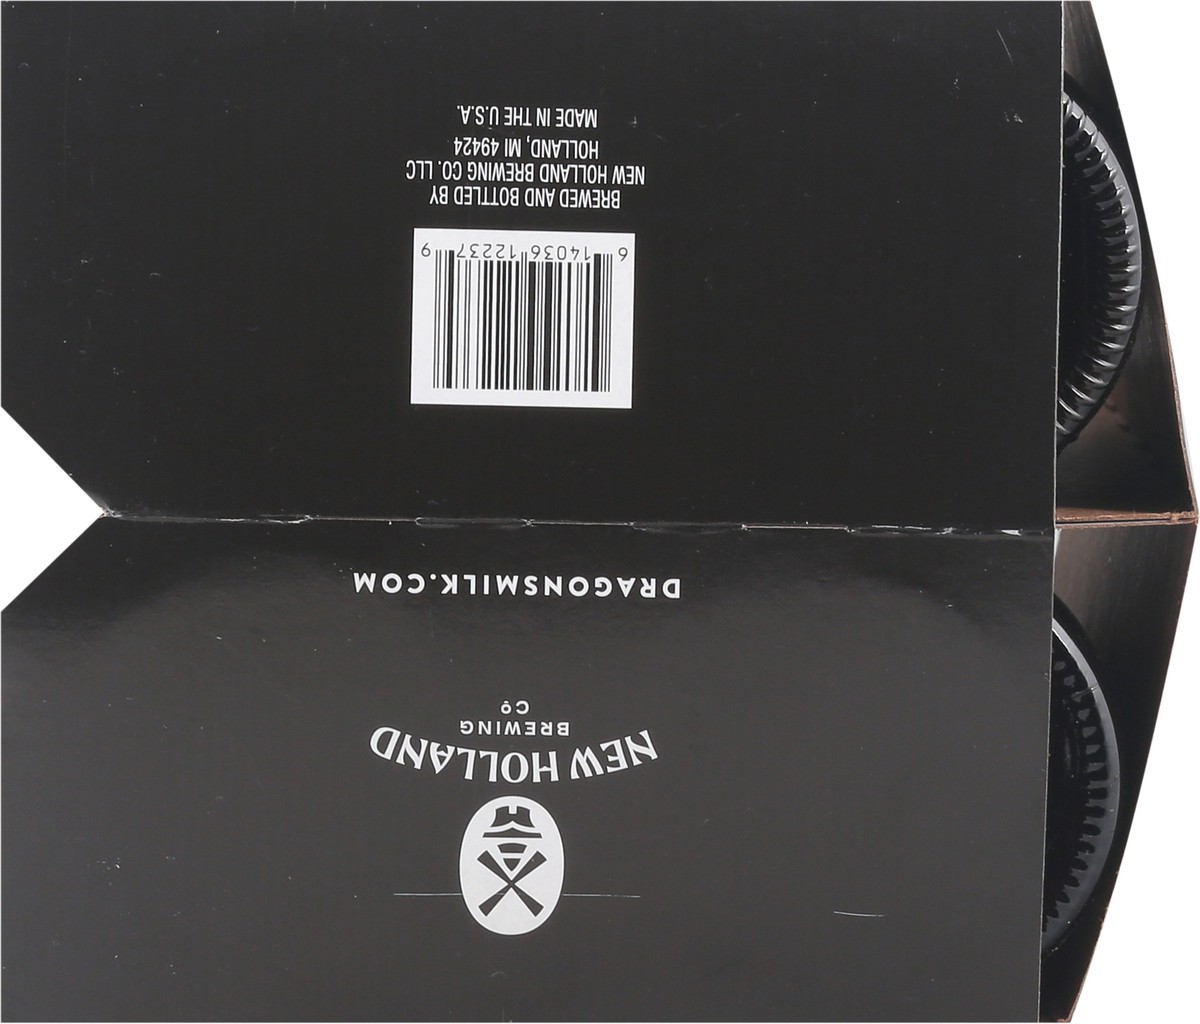 NEW HOLLAND
BREWING
Cº
DRAGONSMILK.COM
6 14036 12237 9
BREWED AND BOTTLED BY
NEW HOLLAND BREWING CO. LLC
HOLLAND, MI 49424
MADE IN THE U.S.A.